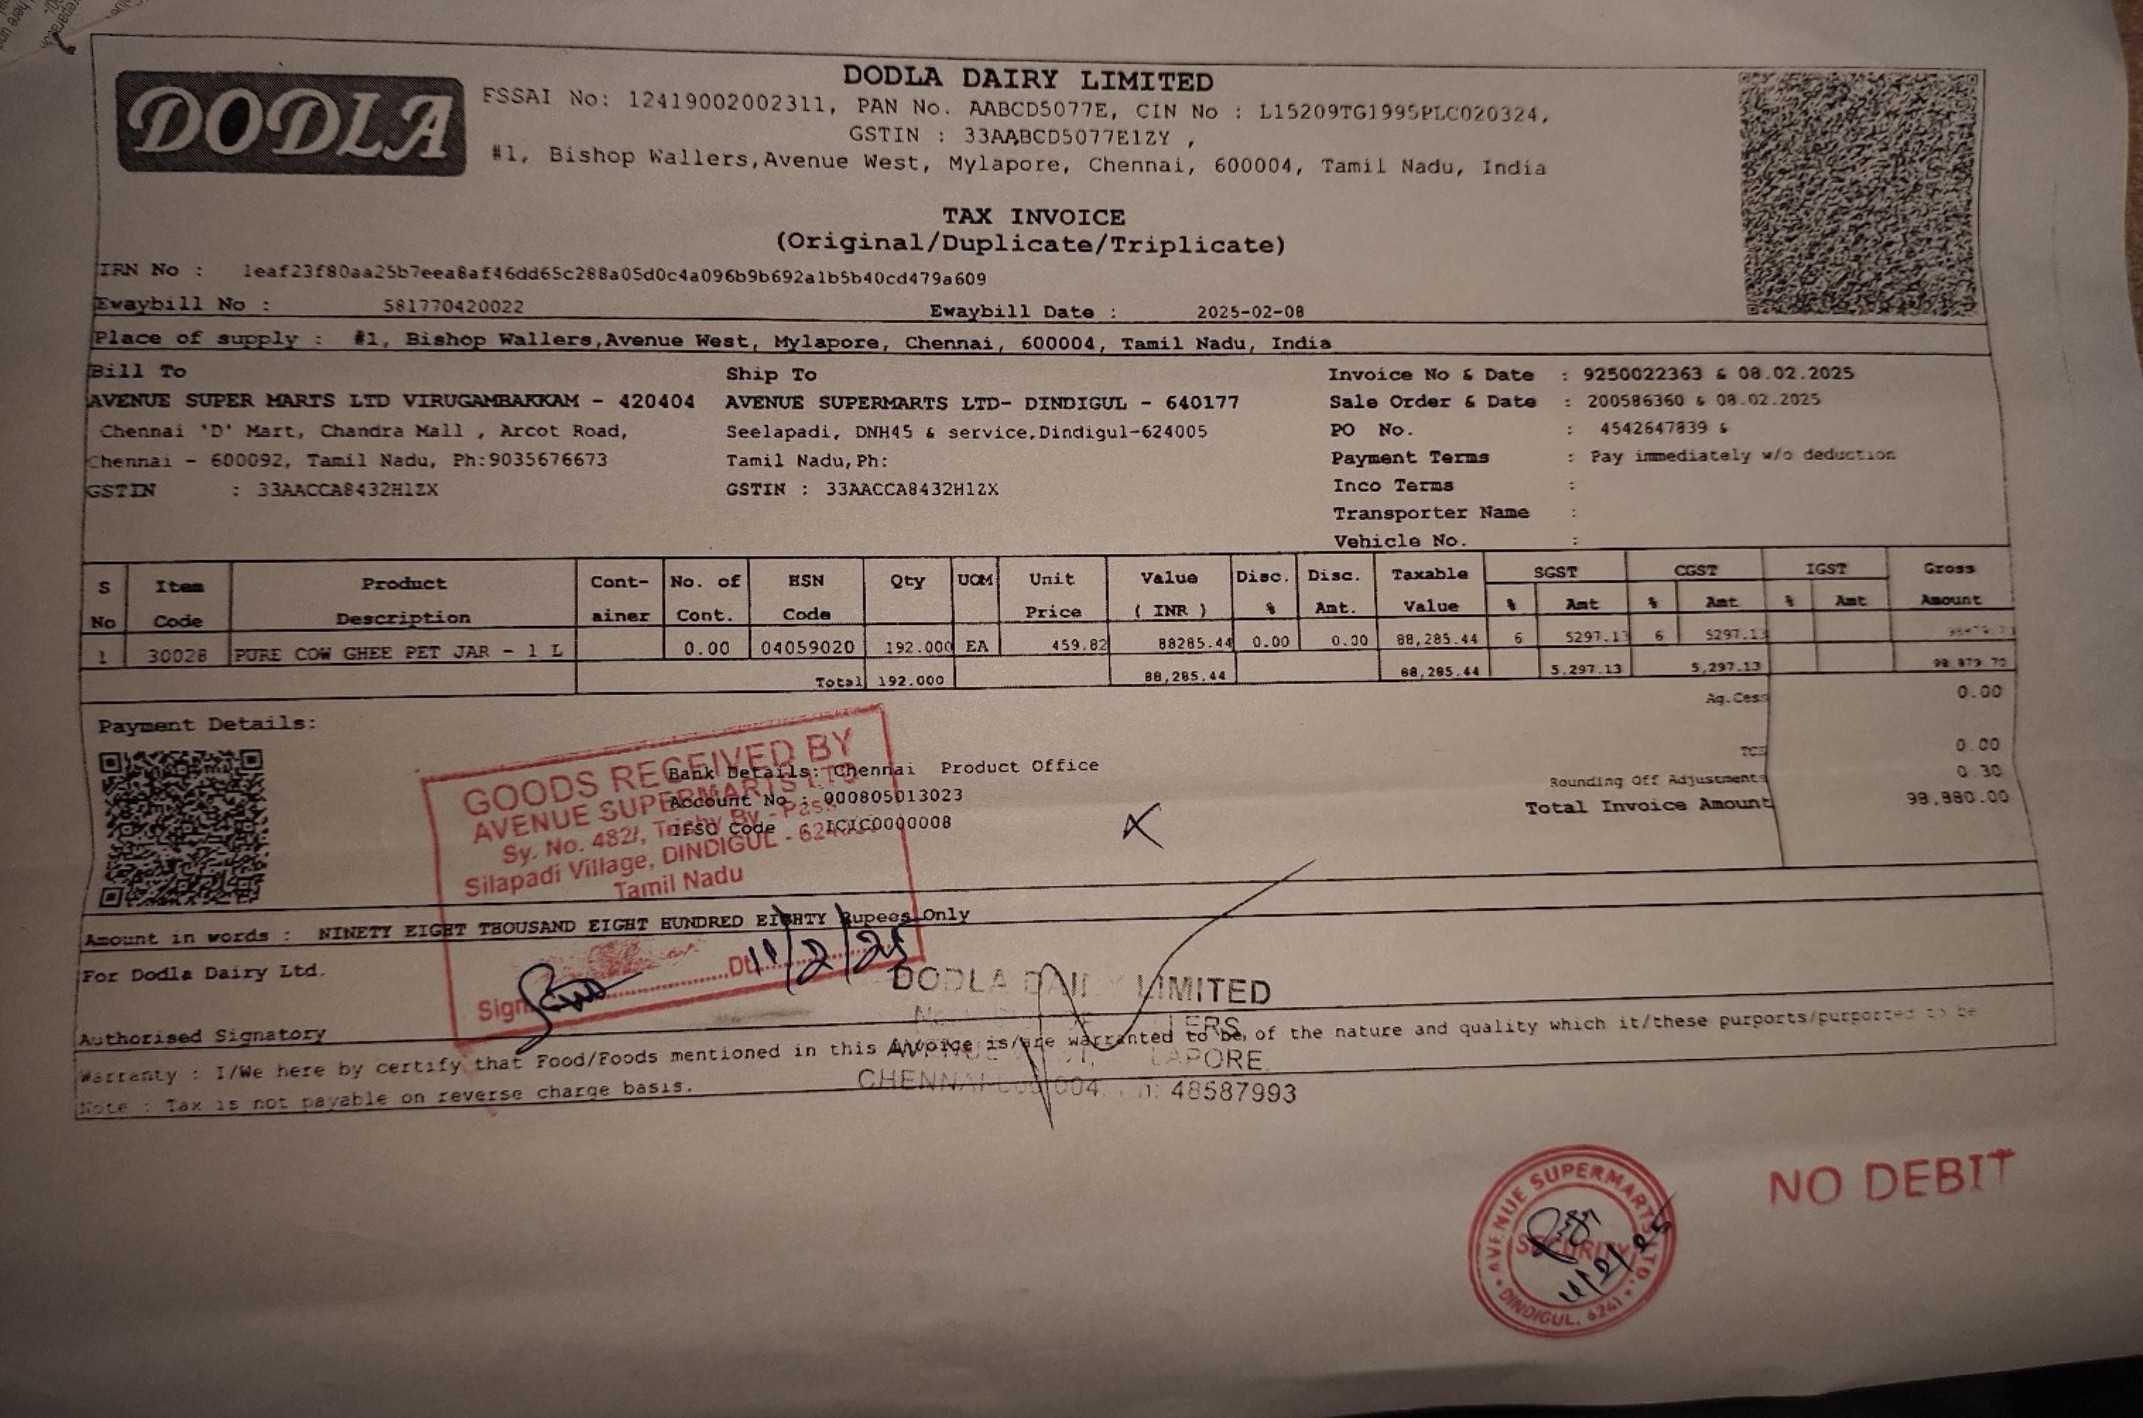 DODLA
DODLA DAIRY LIMITED
FSSAI No: 12419002002311, PAN No. AABCD5077E, CIN No : L15209TG1995PLC020324,
GSTIN : 33AABCD5077E1ZY ,
#1, Bishop Wallers,Avenue West, Mylapore, Chennai, 600004, Tamil Nadu, India
TAX INVOICE
(Original/Duplicate/Triplicate)
IRN No : 1eaf23f80aa25b7eea8af46dd65c288a05d0c4a096b9b692a1b5b40cd479a609
Ewaybill No : 581770420022 Ewaybill Date : 2025-02-08
Place of supply : #1, Bishop Wallers,Avenue West, Mylapore, Chennai, 600004, Tamil Nadu, India
Bill To
AVENUE SUPER MARTS LTD VIRUGAMBAKKAM - 420404
Chennai 'D' Mart, Chandra Mall , Arcot Road,
Chennai - 600092, Tamil Nadu, Ph:9035676673
GSTIN : 33AACCA8432H1ZX
Ship To
AVENUE SUPERMARTS LTD- DINDIGUL - 640177
Seelapadi, DNH45 & service,Dindigul-624005
Tamil Nadu,Ph:
GSTIN : 33AACCA8432H1ZX
Invoice No & Date : 9250022363 & 08.02.2025
Sale Order & Date : 200586360 & 08.02.2025
PO No. : 4542647839 &
Payment Terms : Pay immediately w/o deduction
Inco Terms :
Transporter Name :
Vehicle No. :
S No Item Code Product Description Cont-ainer No. of Cont. HSN Code Qty UOM Unit Price Value ( INR ) Disc. % Disc. Amt. Taxable Value SGST % Amt CGST % Amt IGST % Amt Gross Amount
1 30028 PURE COW GHEE PET JAR - 1 L 0.00 04059020 192.000 EA 459.82 88285.44 0.00 0.00 88,285.44 6 5297.13 6 5297.13
Total 192.000 88,285.44 88,285.44 5,297.13 5,297.13 98,879.70
Ag.Cess 0.00
TCS 0.00
Rounding Off Adjustments 0.30
Total Invoice Amount 98,880.00
Payment Details:
Bank Details: Chennai Product Office
Account No : 000805013023
IFSC Code : ICIC0000008
GOODS RECEIVED BY
AVENUE SUPERMARTS LTD
Sy. No. 482/, Trichy By - Pass
Silapadi Village, DINDIGUL -
Tamil Nadu
Sign Dt 11/2/25
Amount in words : NINETY EIGHT THOUSAND EIGHT HUNDRED EIGHTY Rupees Only
For Dodla Dairy Ltd.
Authorised Signatory
DODLA DAIRY LIMITED
CHENNAI 48587993
Warranty : I/We here by certify that Food/Foods mentioned in this invoice is/are warranted to be, of the nature and quality which it/these purports/purported to be
Note : Tax is not payable on reverse charge basis.
AVENUE SUPERMARTS LTD.
SECURITY
DINDIGUL.
11/2/25
NO DEBIT